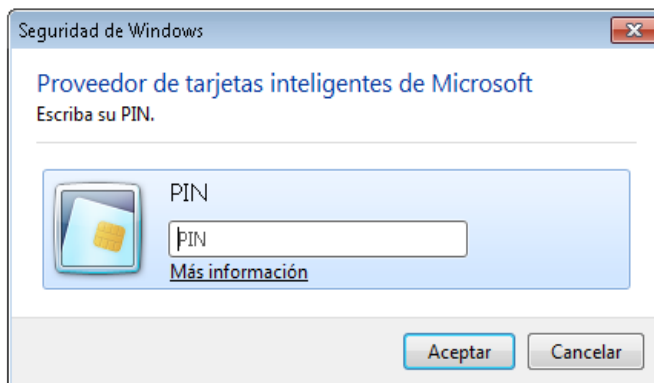 Seguridad de Windows
Proveedor de tarjetas inteligentes de Microsoft
Escriba su PIN.
PIN
PIN
Más información
Aceptar
Cancelar